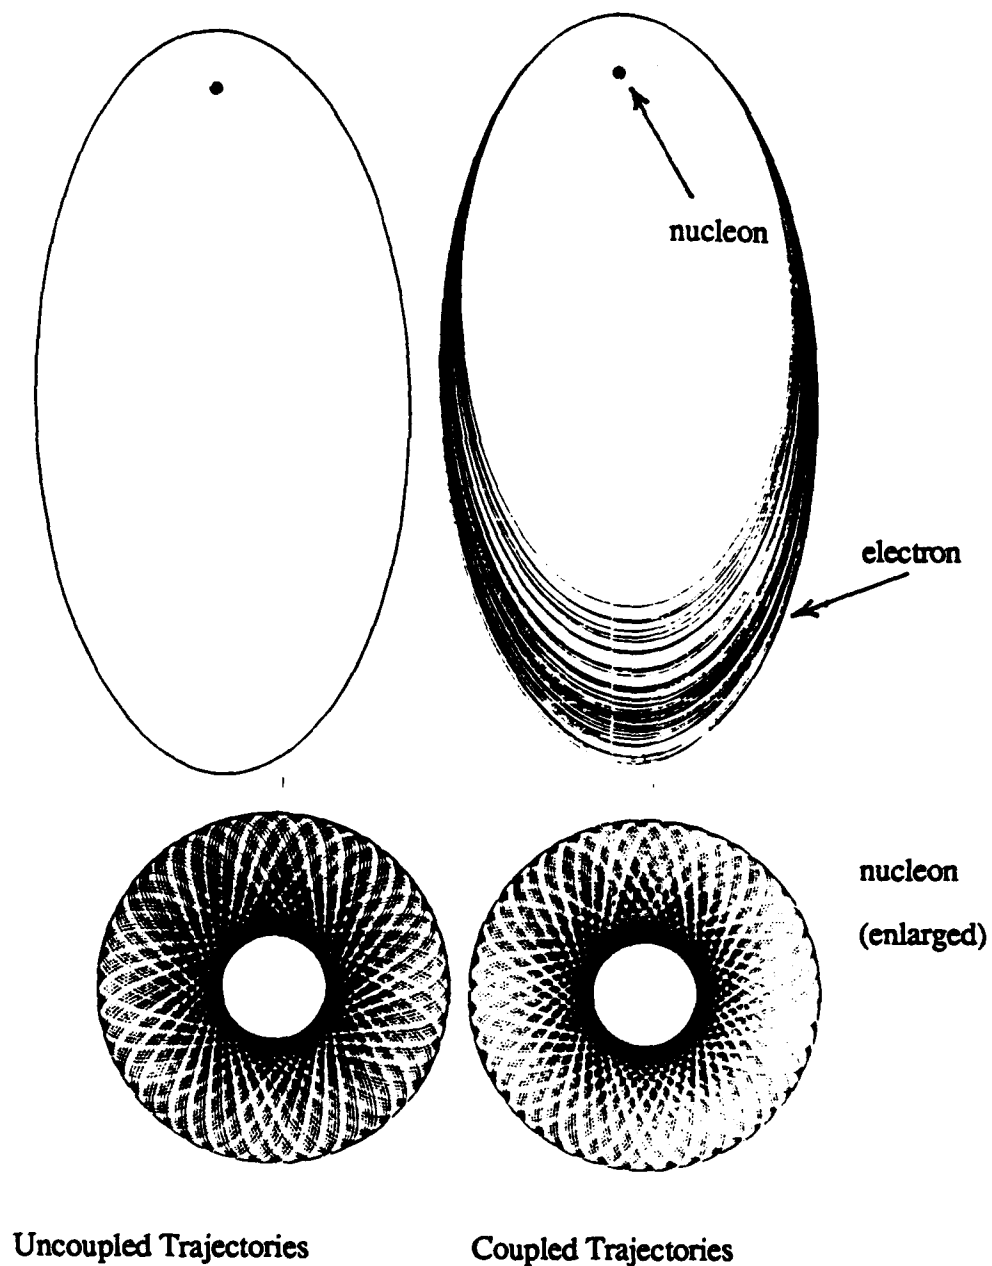 nucleon
electron
nucleon
(enlarged)
Uncoupled Trajectories
Coupled Trajectories